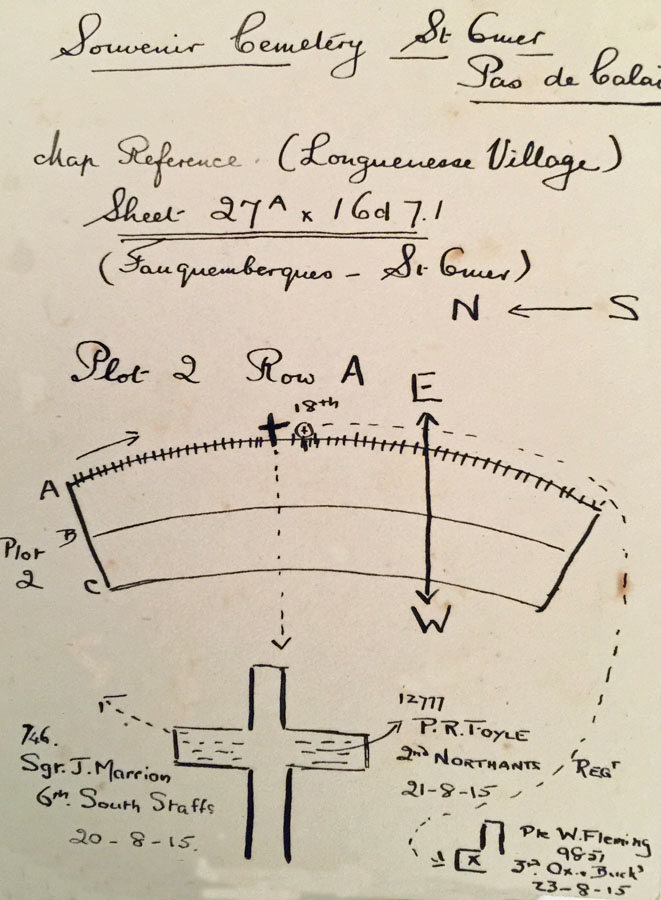 Souvenir Cemetery St Omer
Pas de Calai
Map Reference. (Longuenesse Village)
Sheet 27A x 16d 7.1
(Fauquembergues - St Omer)
N ← S
Plot 2 Row A
E
18th
A
B
Plot
2
C
W
12777
P.R. TOYLE
2nd NORTHANTS REGT
21-8-15
746.
Sgr. J. Marrion
6th South Staffs
20-8-15.
Pte W. Fleming
3rd Ox. & Bucks
23-8-15